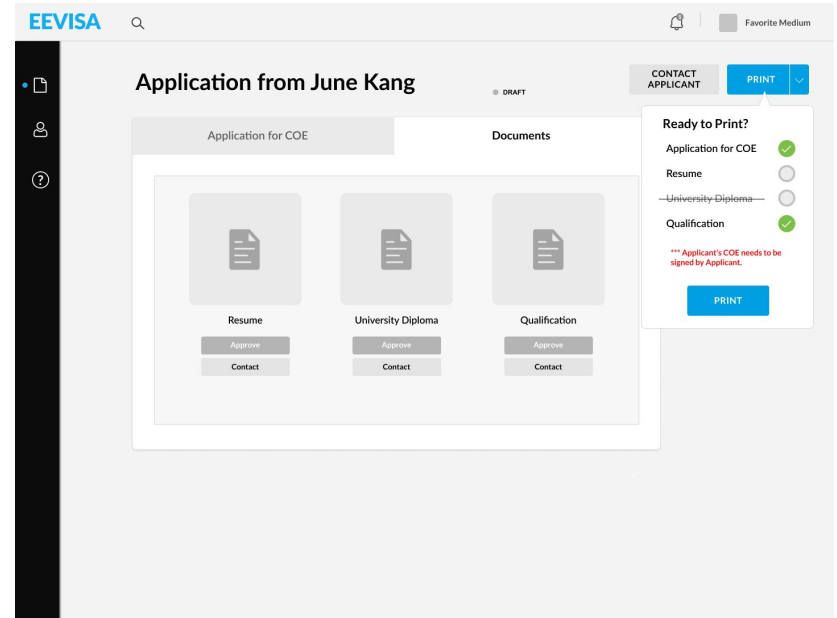 EEVISA
Favorite Medium
Application from June Kang
DRAFT
CONTACT
APPLICANT
PRINT
Application for COE
Documents
Resume
Approve
Contact
University Diploma
Approve
Contact
Qualification
Approve
Contact
Ready to Print?
Application for COE
Resume
University Diploma
Qualification
*** Applicant's COE needs to be
signed by Applicant.
PRINT